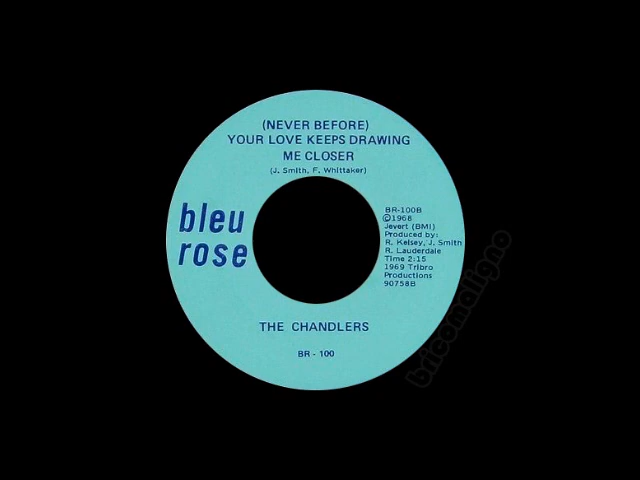 (NEVER BEFORE)
YOUR LOVE KEEPS DRAWING
ME CLOSER
(J. Smith, F. Whittaker)
bleu
rose
BR-100B
©1968
Jevert (BMI)
Produced by:
R. Kelsey, J. Smith
R. Lauderdale
Time 2:15
1969 Tribro
Productions
90758B
THE CHANDLERS
BR - 100
bricomaligno